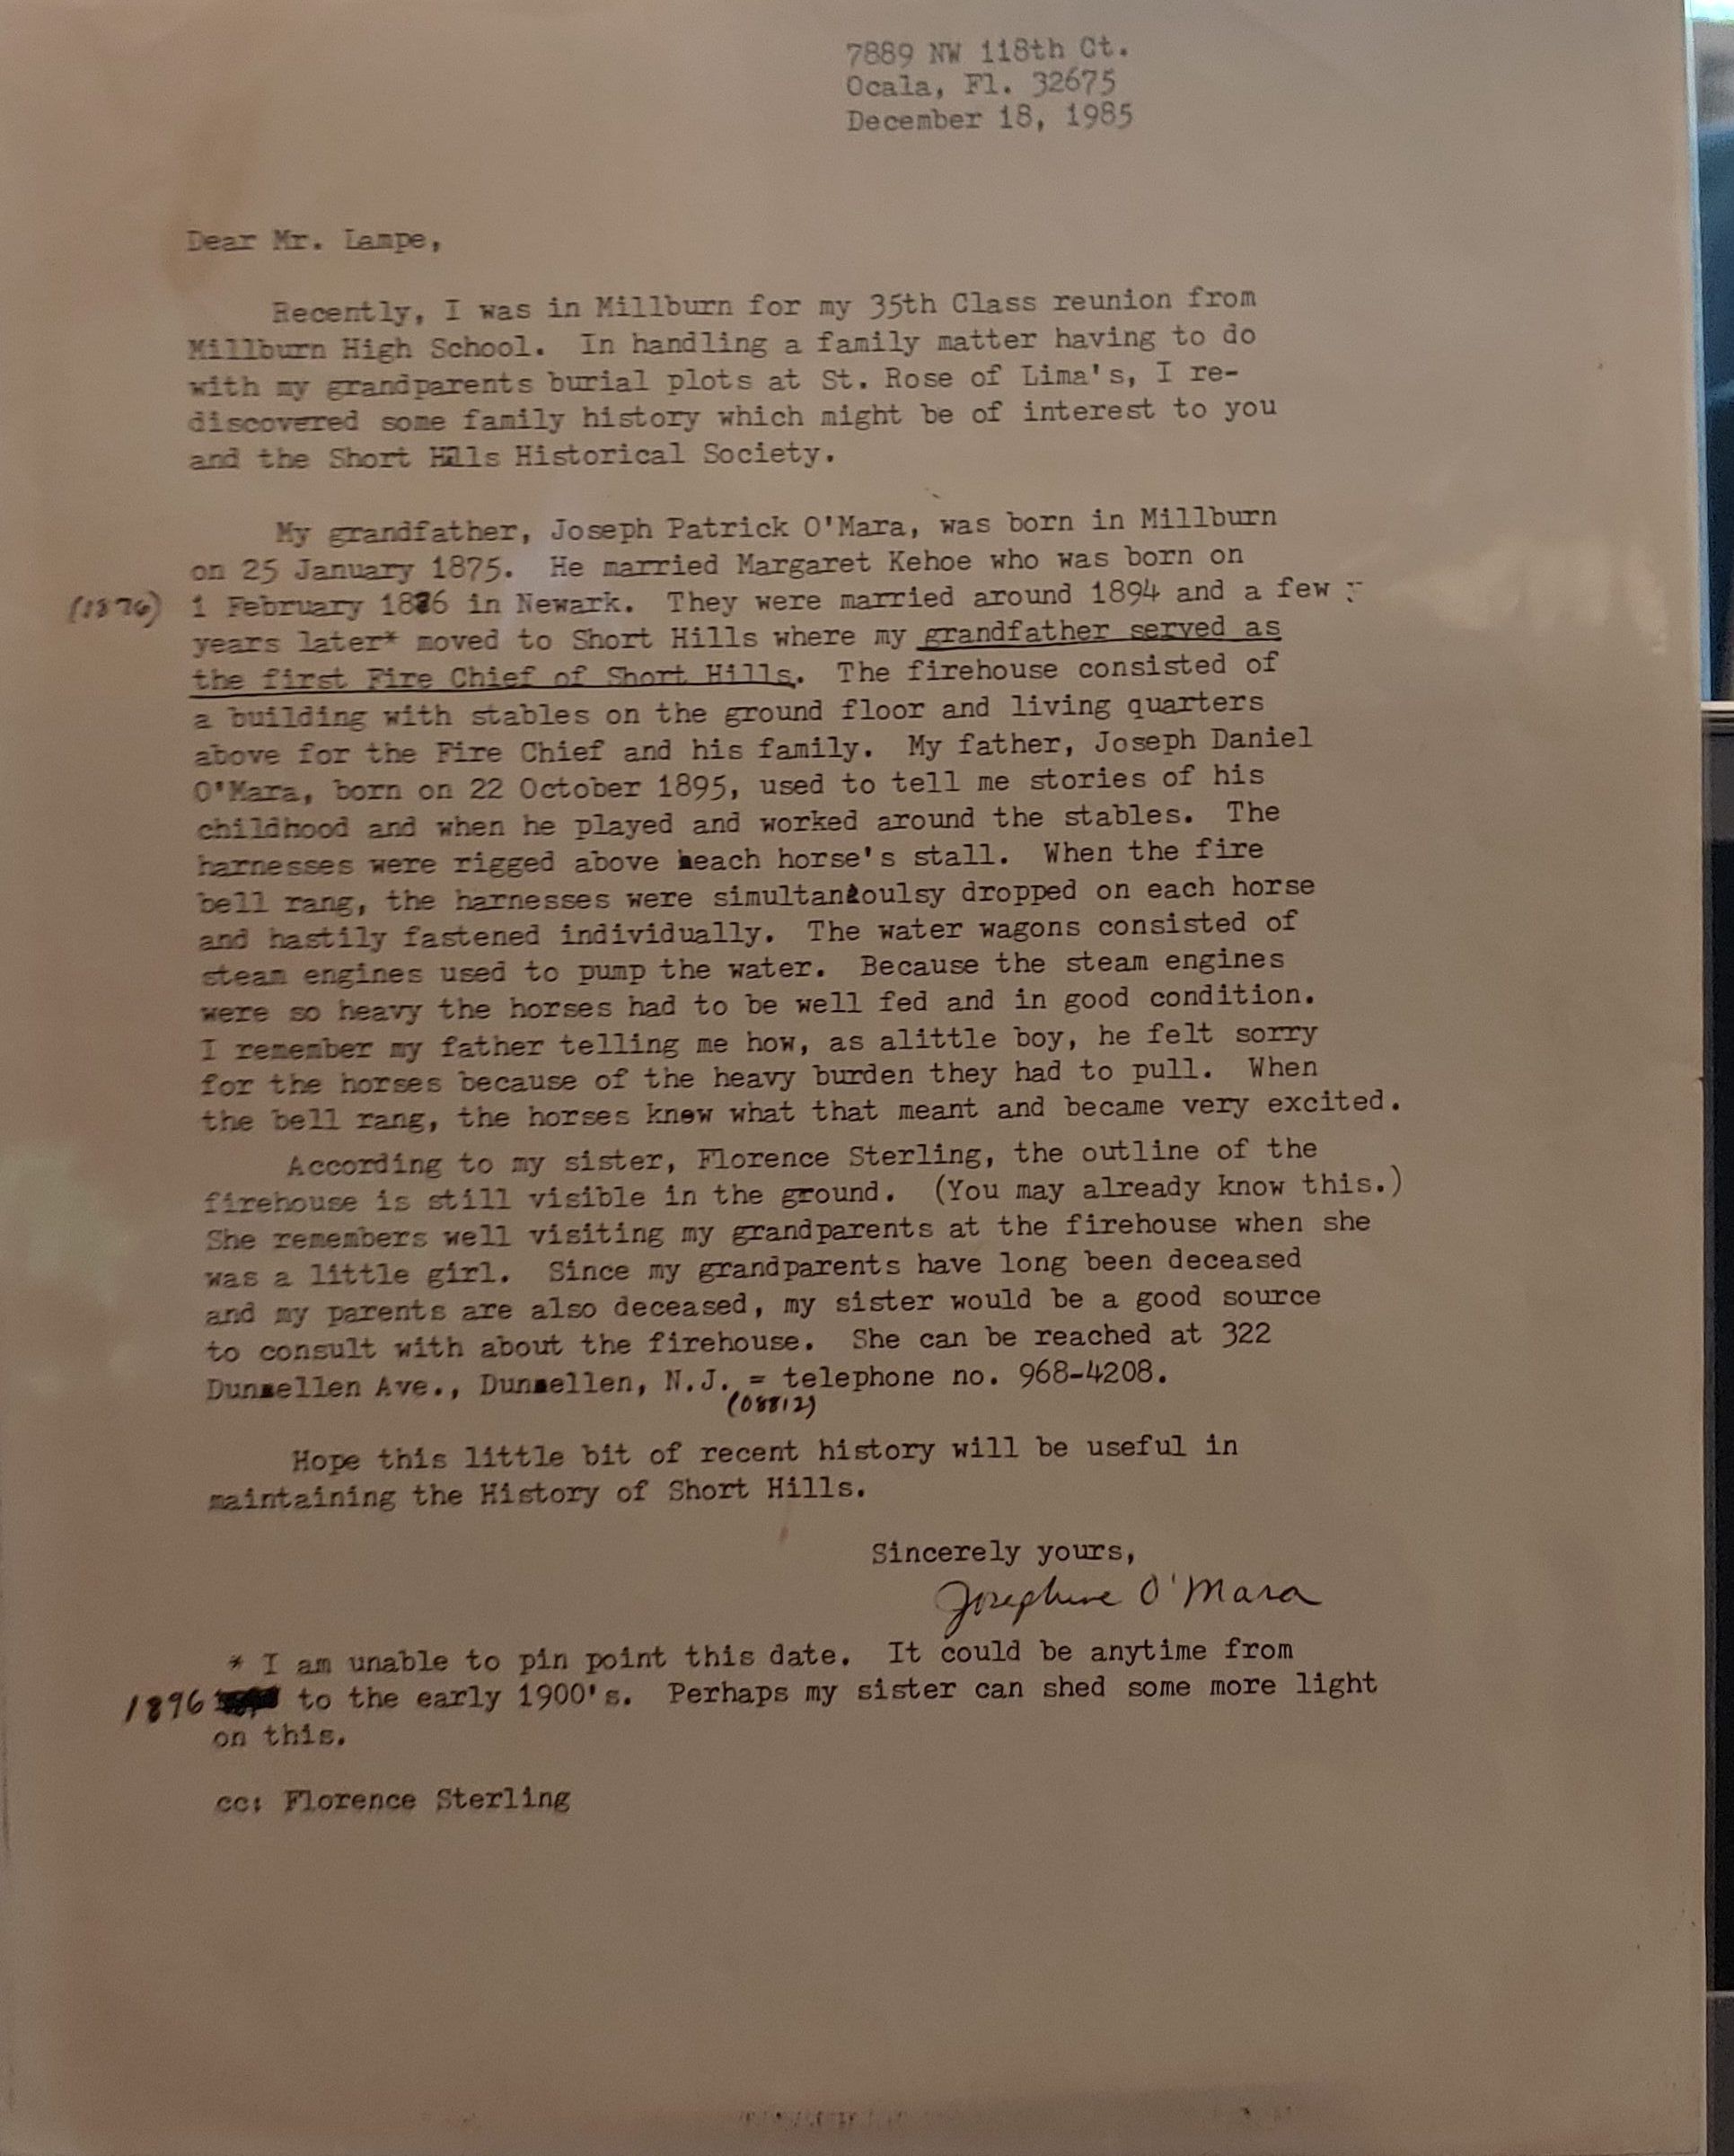 7889 NW 118th Ct.
Ocala, Fl. 32675
December 18, 1985
Dear Mr. Lampe,
Recently, I was in Millburn for my 35th Class reunion from
Millburn High School. In handling a family matter having to do
with my grandparents burial plots at St. Rose of Lima's, I re-
discovered some family history which might be of interest to you
and the Short Hills Historical Society.
My grandfather, Joseph Patrick O'Mara, was born in Millburn
on 25 January 1875. He married Margaret Kehoe who was born on
(1876) 1 February 1876 in Newark. They were married around 1894 and a few y
years later* moved to Short Hills where my grandfather served as
the first Fire Chief of Short Hills. The firehouse consisted of
a building with stables on the ground floor and living quarters
above for the Fire Chief and his family. My father, Joseph Daniel
O'Mara, born on 22 October 1895, used to tell me stories of his
childhood and when he played and worked around the stables. The
harnesses were rigged above each horse's stall. When the fire
bell rang, the harnesses were simultaneoulsy dropped on each horse
and hastily fastened individually. The water wagons consisted of
steam engines used to pump the water. Because the steam engines
were so heavy the horses had to be well fed and in good condition.
I remember my father telling me how, as alittle boy, he felt sorry
for the horses because of the heavy burden they had to pull. When
the bell rang, the horses knew what that meant and became very excited.
According to my sister, Florence Sterling, the outline of the
firehouse is still visible in the ground. (You may already know this.)
She remembers well visiting my grandparents at the firehouse when she
was a little girl. Since my grandparents have long been deceased
and my parents are also deceased, my sister would be a good source
to consult with about the firehouse. She can be reached at 322
Dunellen Ave., Dunellen, N.J. = telephone no. 968-4208.
(08812)
Hope this little bit of recent history will be useful in
maintaining the History of Short Hills.
Sincerely yours,
Josephine O'Mara
* I am unable to pin point this date. It could be anytime from
1896 to the early 1900's. Perhaps my sister can shed some more light
on this.
cc: Florence Sterling